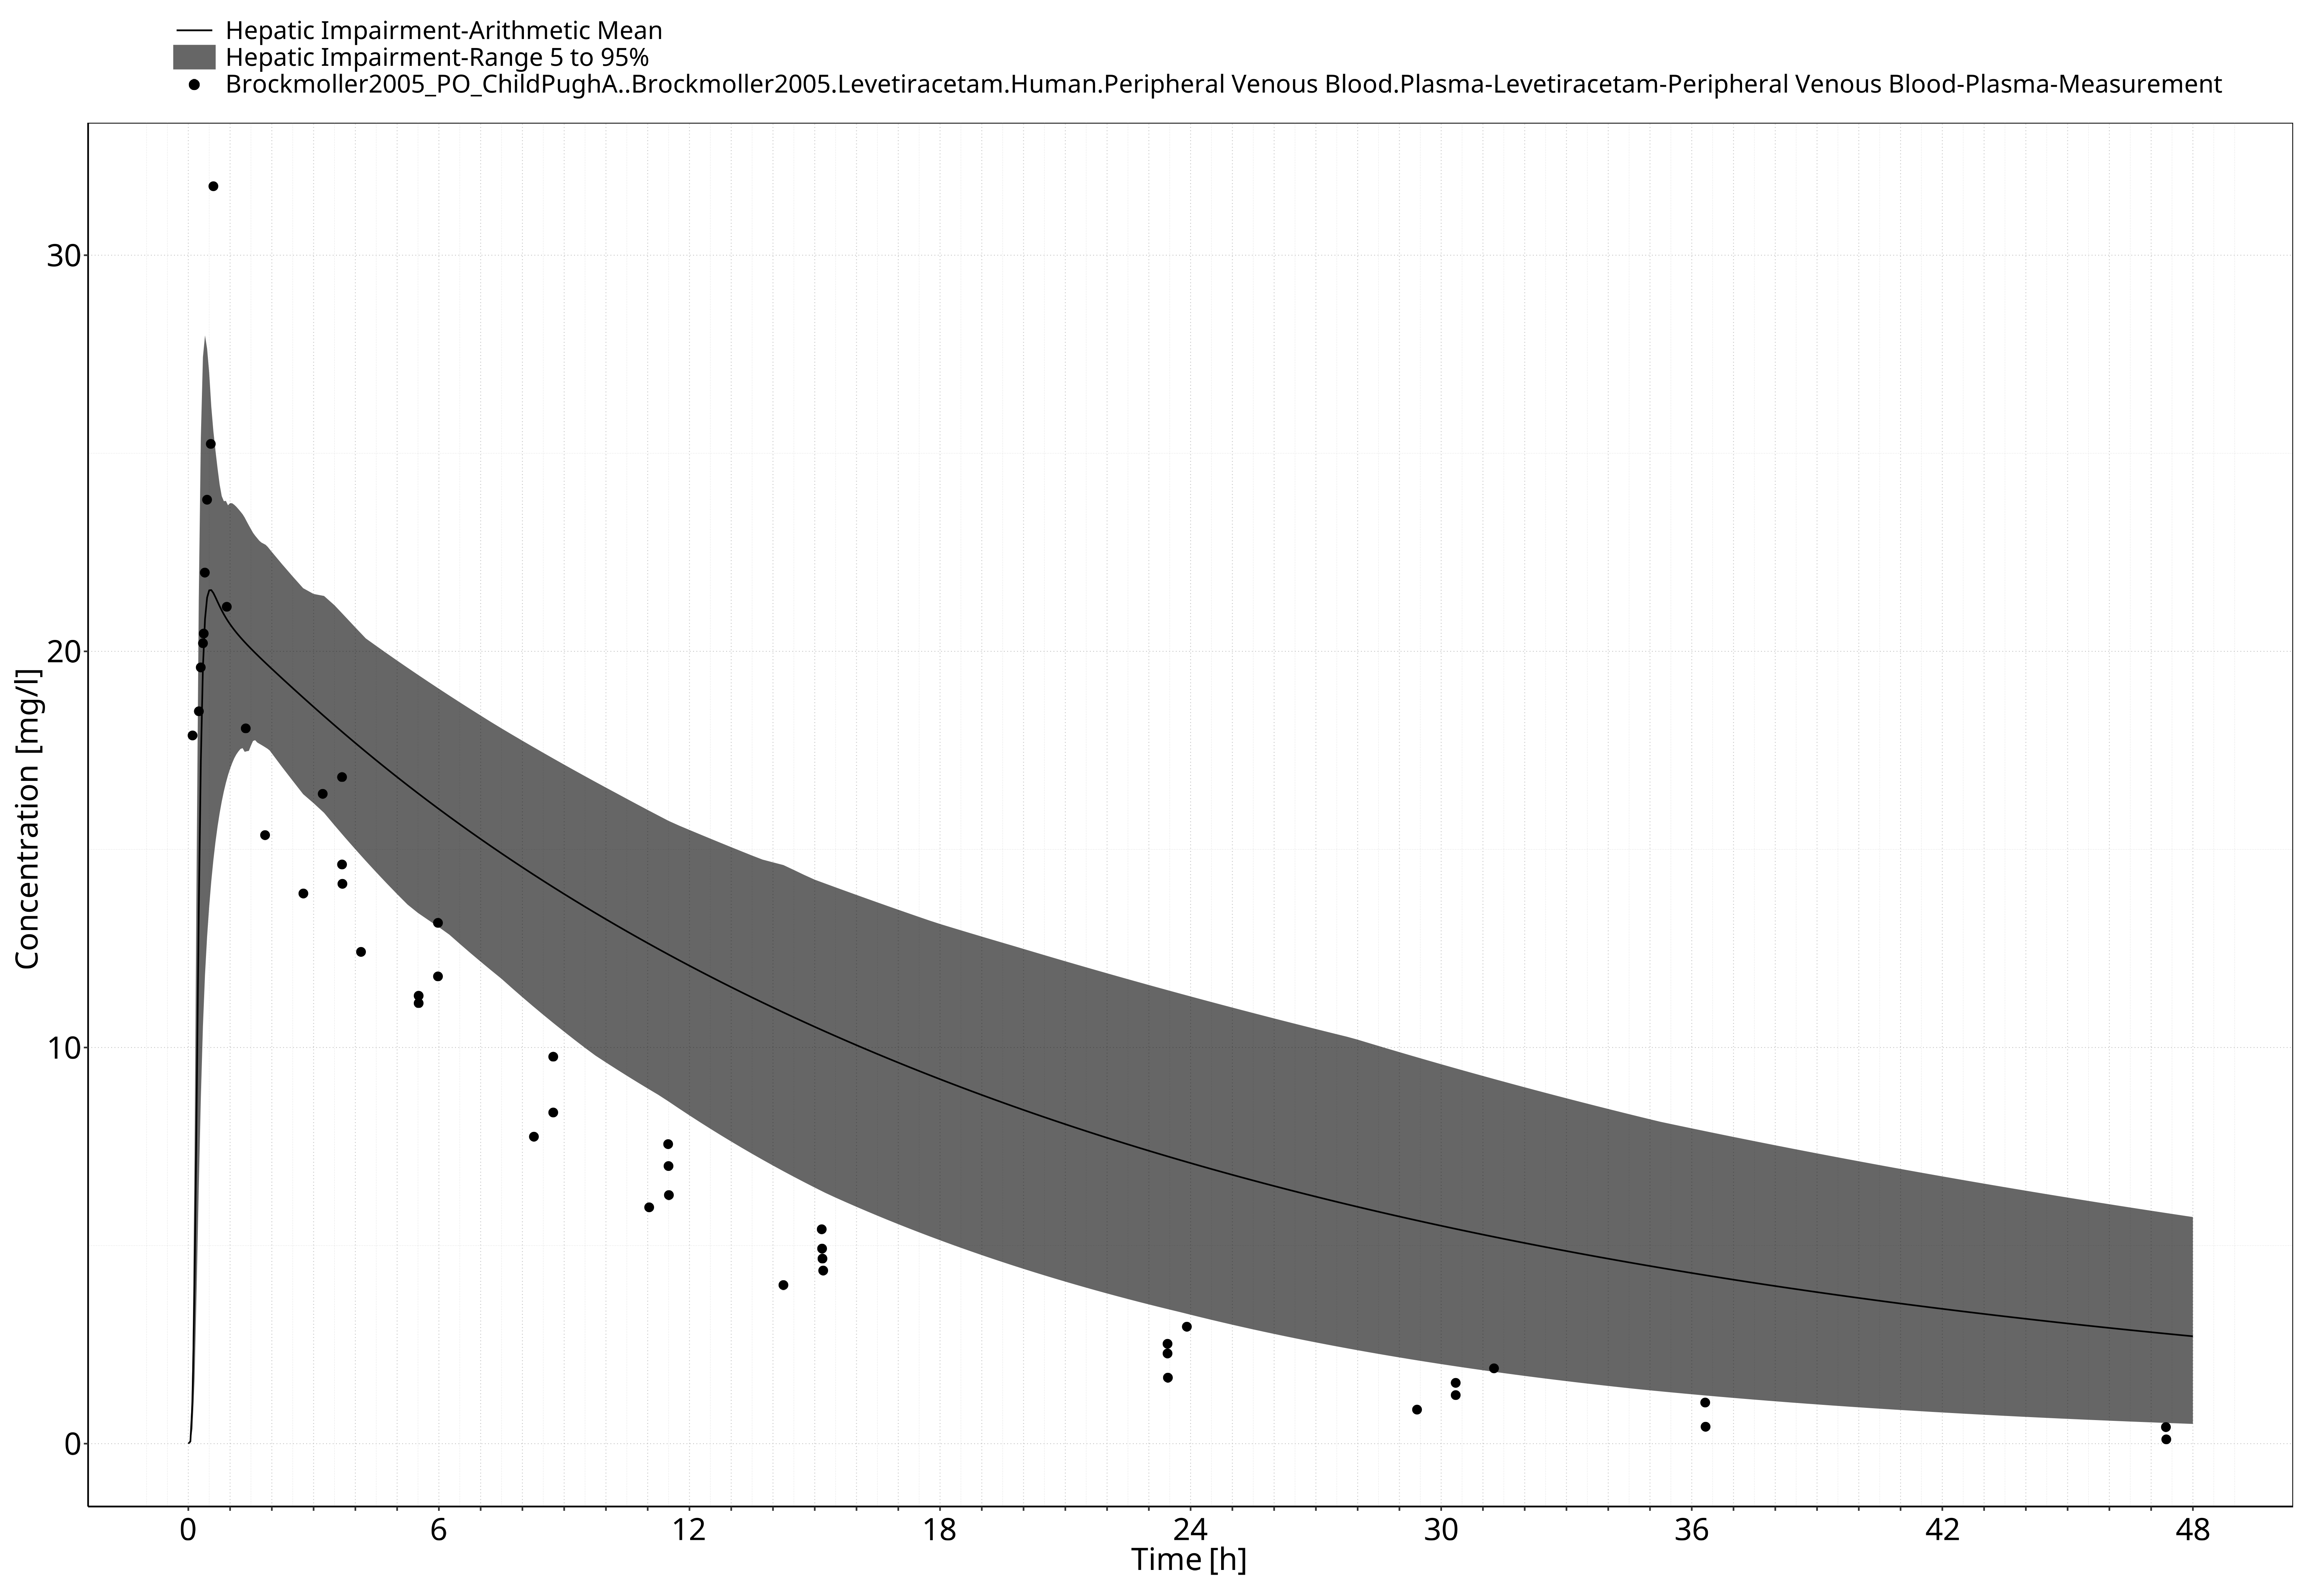 Hepatic Impairment-Arithmetic Mean
Hepatic Impairment-Range 5 to 95%
Brockmoller2005_PO_ChildPughA..Brockmoller2005.Levetiracetam.Human.Peripheral Venous Blood.Plasma-Levetiracetam-Peripheral Venous Blood-Plasma-Measurement
Concentration [mg/l]
30
20
10
0
0 6 12 18 24 30 36 42 48
Time [h]